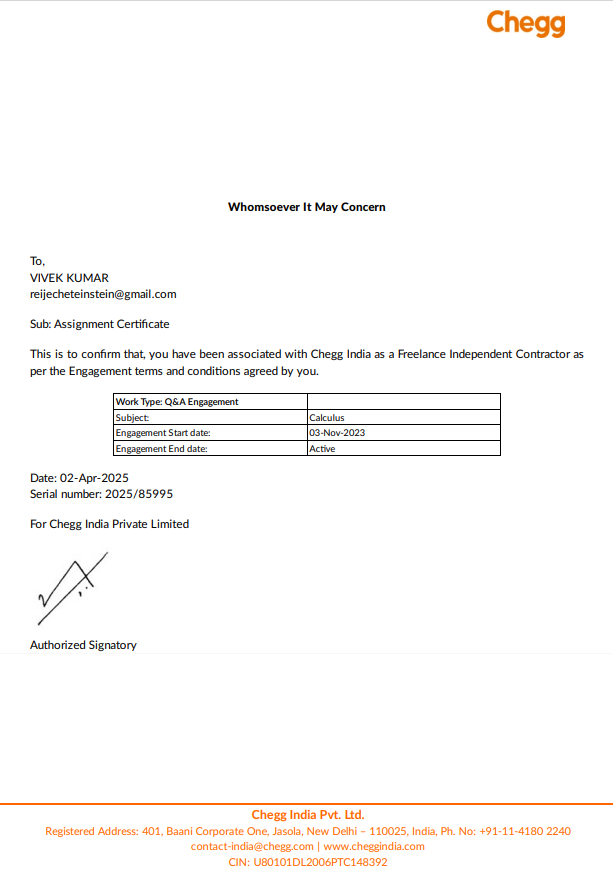 Chegg
Whomsoever It May Concern
To,
VIVEK KUMAR
reijecheteinstein@gmail.com
Sub: Assignment Certificate
This is to confirm that, you have been associated with Chegg India as a Freelance Independent Contractor as
per the Engagement terms and conditions agreed by you.
Work Type: Q&A Engagement
Subject: Calculus
Engagement Start date: 03-Nov-2023
Engagement End date: Active
Date: 02-Apr-2025
Serial number: 2025/85995
For Chegg India Private Limited
Authorized Signatory
Chegg India Pvt. Ltd.
Registered Address: 401, Baani Corporate One, Jasola, New Delhi – 110025, India, Ph. No: +91-11-4180 2240
contact-india@chegg.com | www.cheggindia.com
CIN: U80101DL2006PTC148392